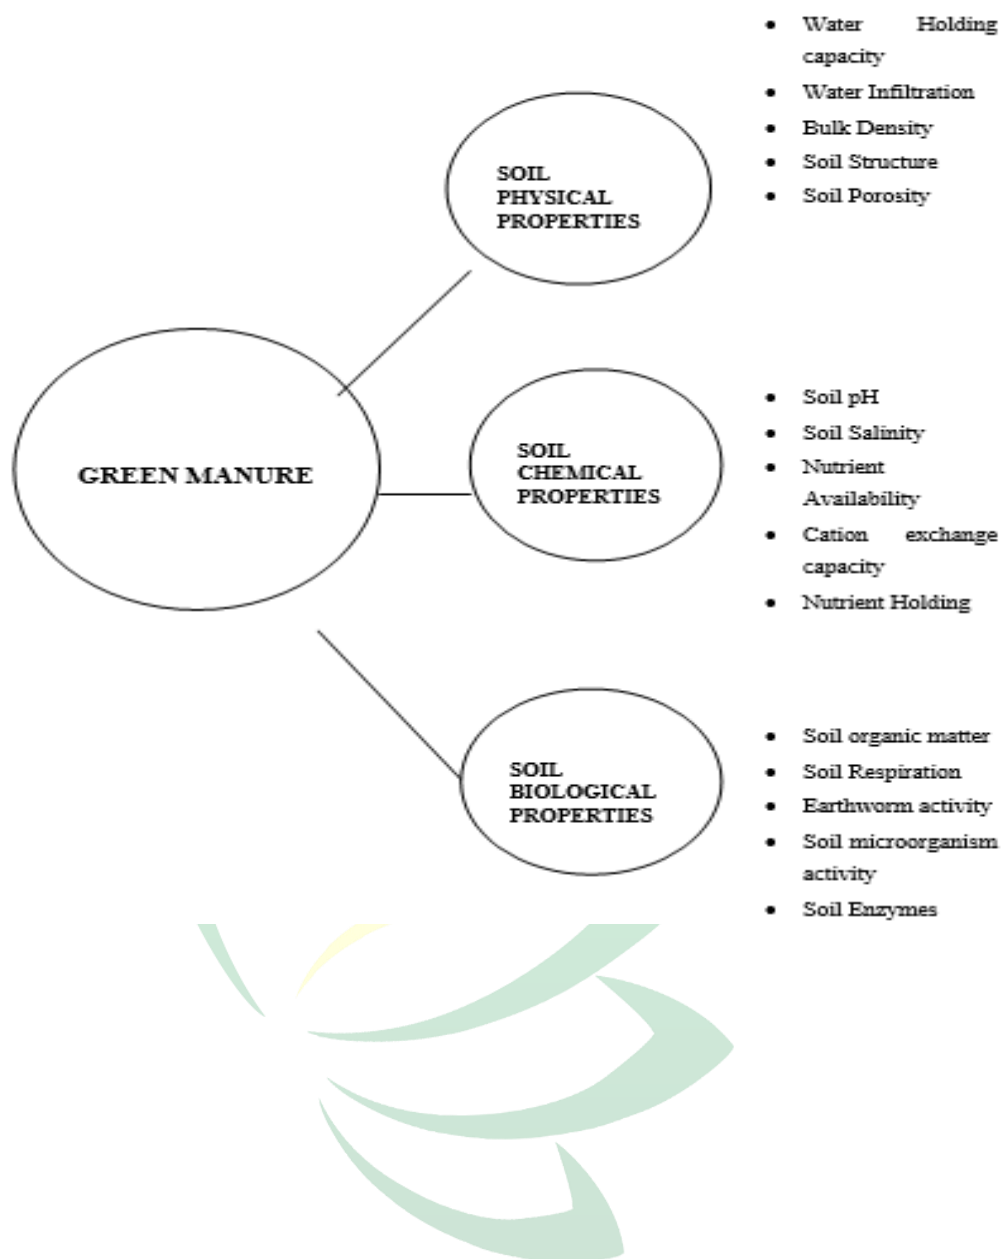 • Water Holding
capacity
• Water Infiltration
• Bulk Density
• Soil Structure
• Soil Porosity
SOIL
PHYSICAL
PROPERTIES
GREEN MANURE
SOIL
CHEMICAL
PROPERTIES
• Soil pH
• Soil Salinity
• Nutrient
Availability
• Cation exchange
capacity
• Nutrient Holding
SOIL
BIOLOGICAL
PROPERTIES
• Soil organic matter
• Soil Respiration
• Earthworm activity
• Soil microorganism
activity
• Soil Enzymes